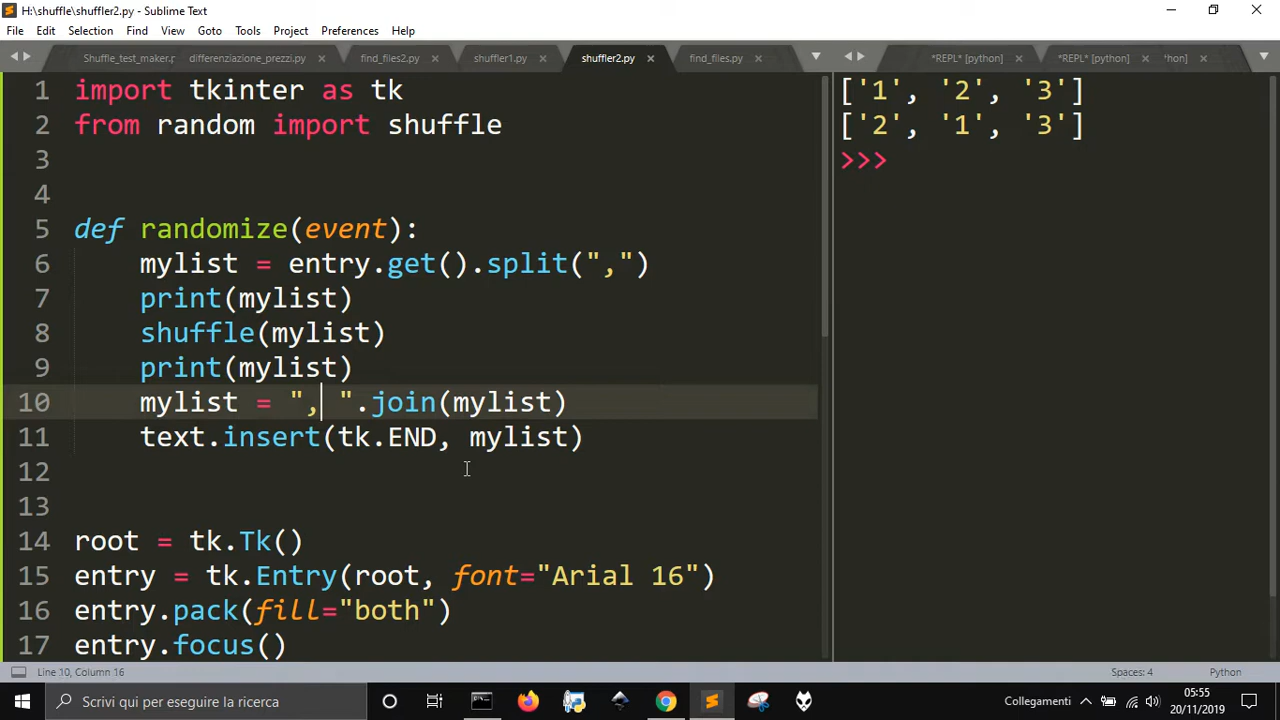 H:\shuffle\shuffler2.py - Sublime Text
File Edit Selection Find View Goto Tools Project Preferences Help
Shuffle_test_maker.p differenziazione_prezzi.py find_files2.py shuffler1.py shuffler2.py find_files.py
*REPL* [python] *REPL* [python] hon]
1 import tkinter as tk
2 from random import shuffle
3
4
5 def randomize(event):
6 mylist = entry.get().split(",")
7 print(mylist)
8 shuffle(mylist)
9 print(mylist)
10 mylist = ", ".join(mylist)
11 text.insert(tk.END, mylist)
12
13
14 root = tk.Tk()
15 entry = tk.Entry(root, font="Arial 16")
16 entry.pack(fill="both")
17 entry.focus()
['1', '2', '3']
['2', '1', '3']
>>>
Line 10, Column 16
Spaces: 4
Python
Scrivi qui per eseguire la ricerca
Collegamenti
05:55
20/11/2019